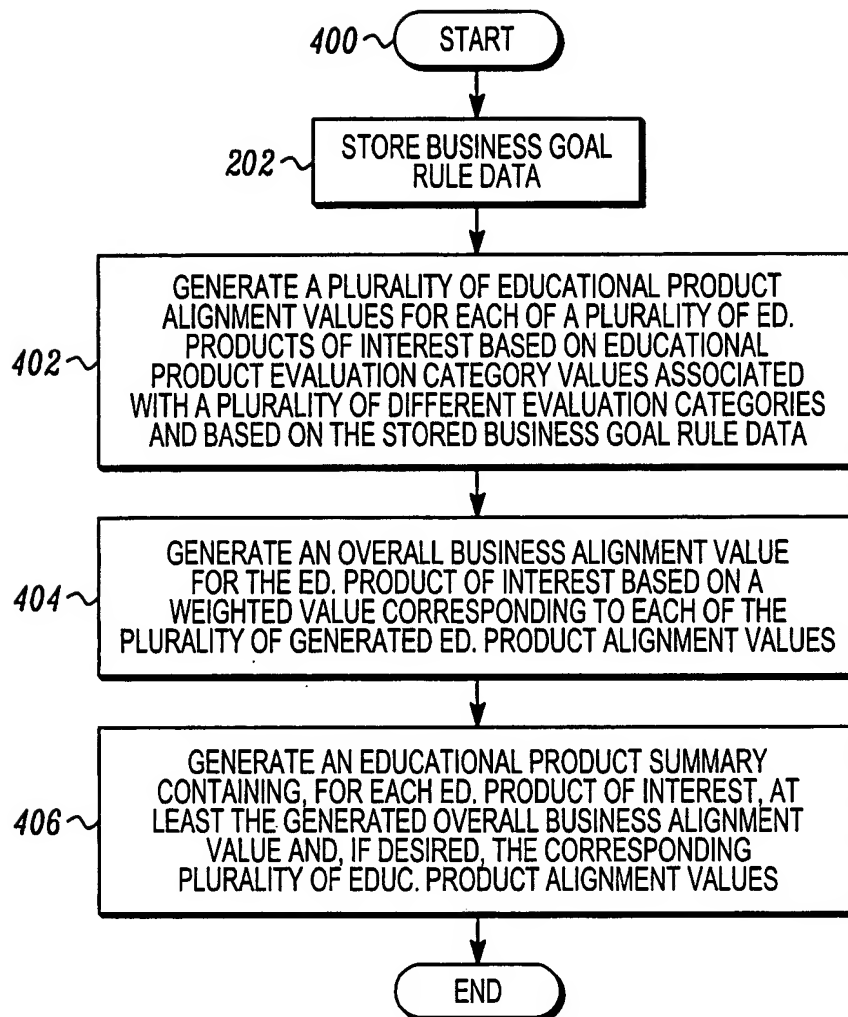 400
START
202
STORE BUSINESS GOAL
RULE DATA
402
GENERATE A PLURALITY OF EDUCATIONAL PRODUCT
ALIGNMENT VALUES FOR EACH OF A PLURALITY OF ED.
PRODUCTS OF INTEREST BASED ON EDUCATIONAL
PRODUCT EVALUATION CATEGORY VALUES ASSOCIATED
WITH A PLURALITY OF DIFFERENT EVALUATION CATEGORIES
AND BASED ON THE STORED BUSINESS GOAL RULE DATA
404
GENERATE AN OVERALL BUSINESS ALIGNMENT VALUE
FOR THE ED. PRODUCT OF INTEREST BASED ON A
WEIGHTED VALUE CORRESPONDING TO EACH OF THE
PLURALITY OF GENERATED ED. PRODUCT ALIGNMENT VALUES
406
GENERATE AN EDUCATIONAL PRODUCT SUMMARY
CONTAINING, FOR EACH ED. PRODUCT OF INTEREST, AT
LEAST THE GENERATED OVERALL BUSINESS ALIGNMENT
VALUE AND, IF DESIRED, THE CORRESPONDING
PLURALITY OF EDUC. PRODUCT ALIGNMENT VALUES
END